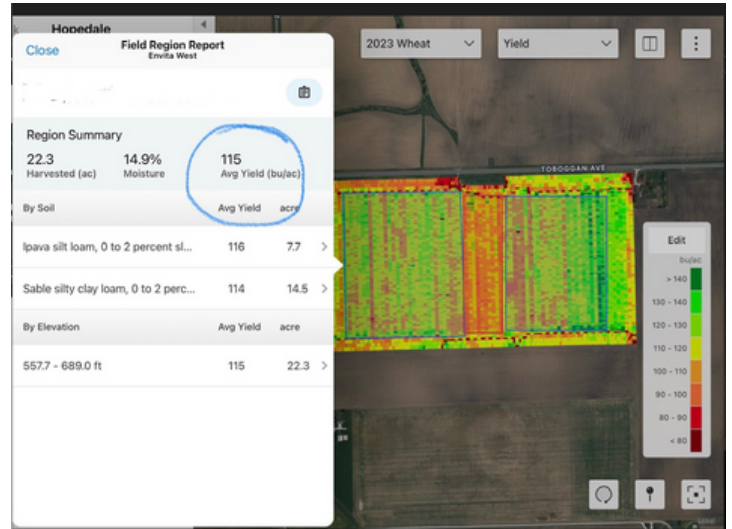 Hopedale
Close
Field Region Report
Envita West
Region Summary
22.3
Harvested (ac)
14.9%
Moisture
115
Avg Yield (bu/ac)
By Soil Avg Yield acre
Ipava silt loam, 0 to 2 percent sl... 116 7.7
Sable silty clay loam, 0 to 2 perc... 114 14.5
By Elevation Avg Yield acre
557.7 - 689.0 ft 115 22.3
2023 Wheat
Yield
TOBOGGAN AVE
Edit
bu/ac
> 140
130 - 140
120 - 130
110 - 120
100 - 110
90 - 100
80 - 90
< 80